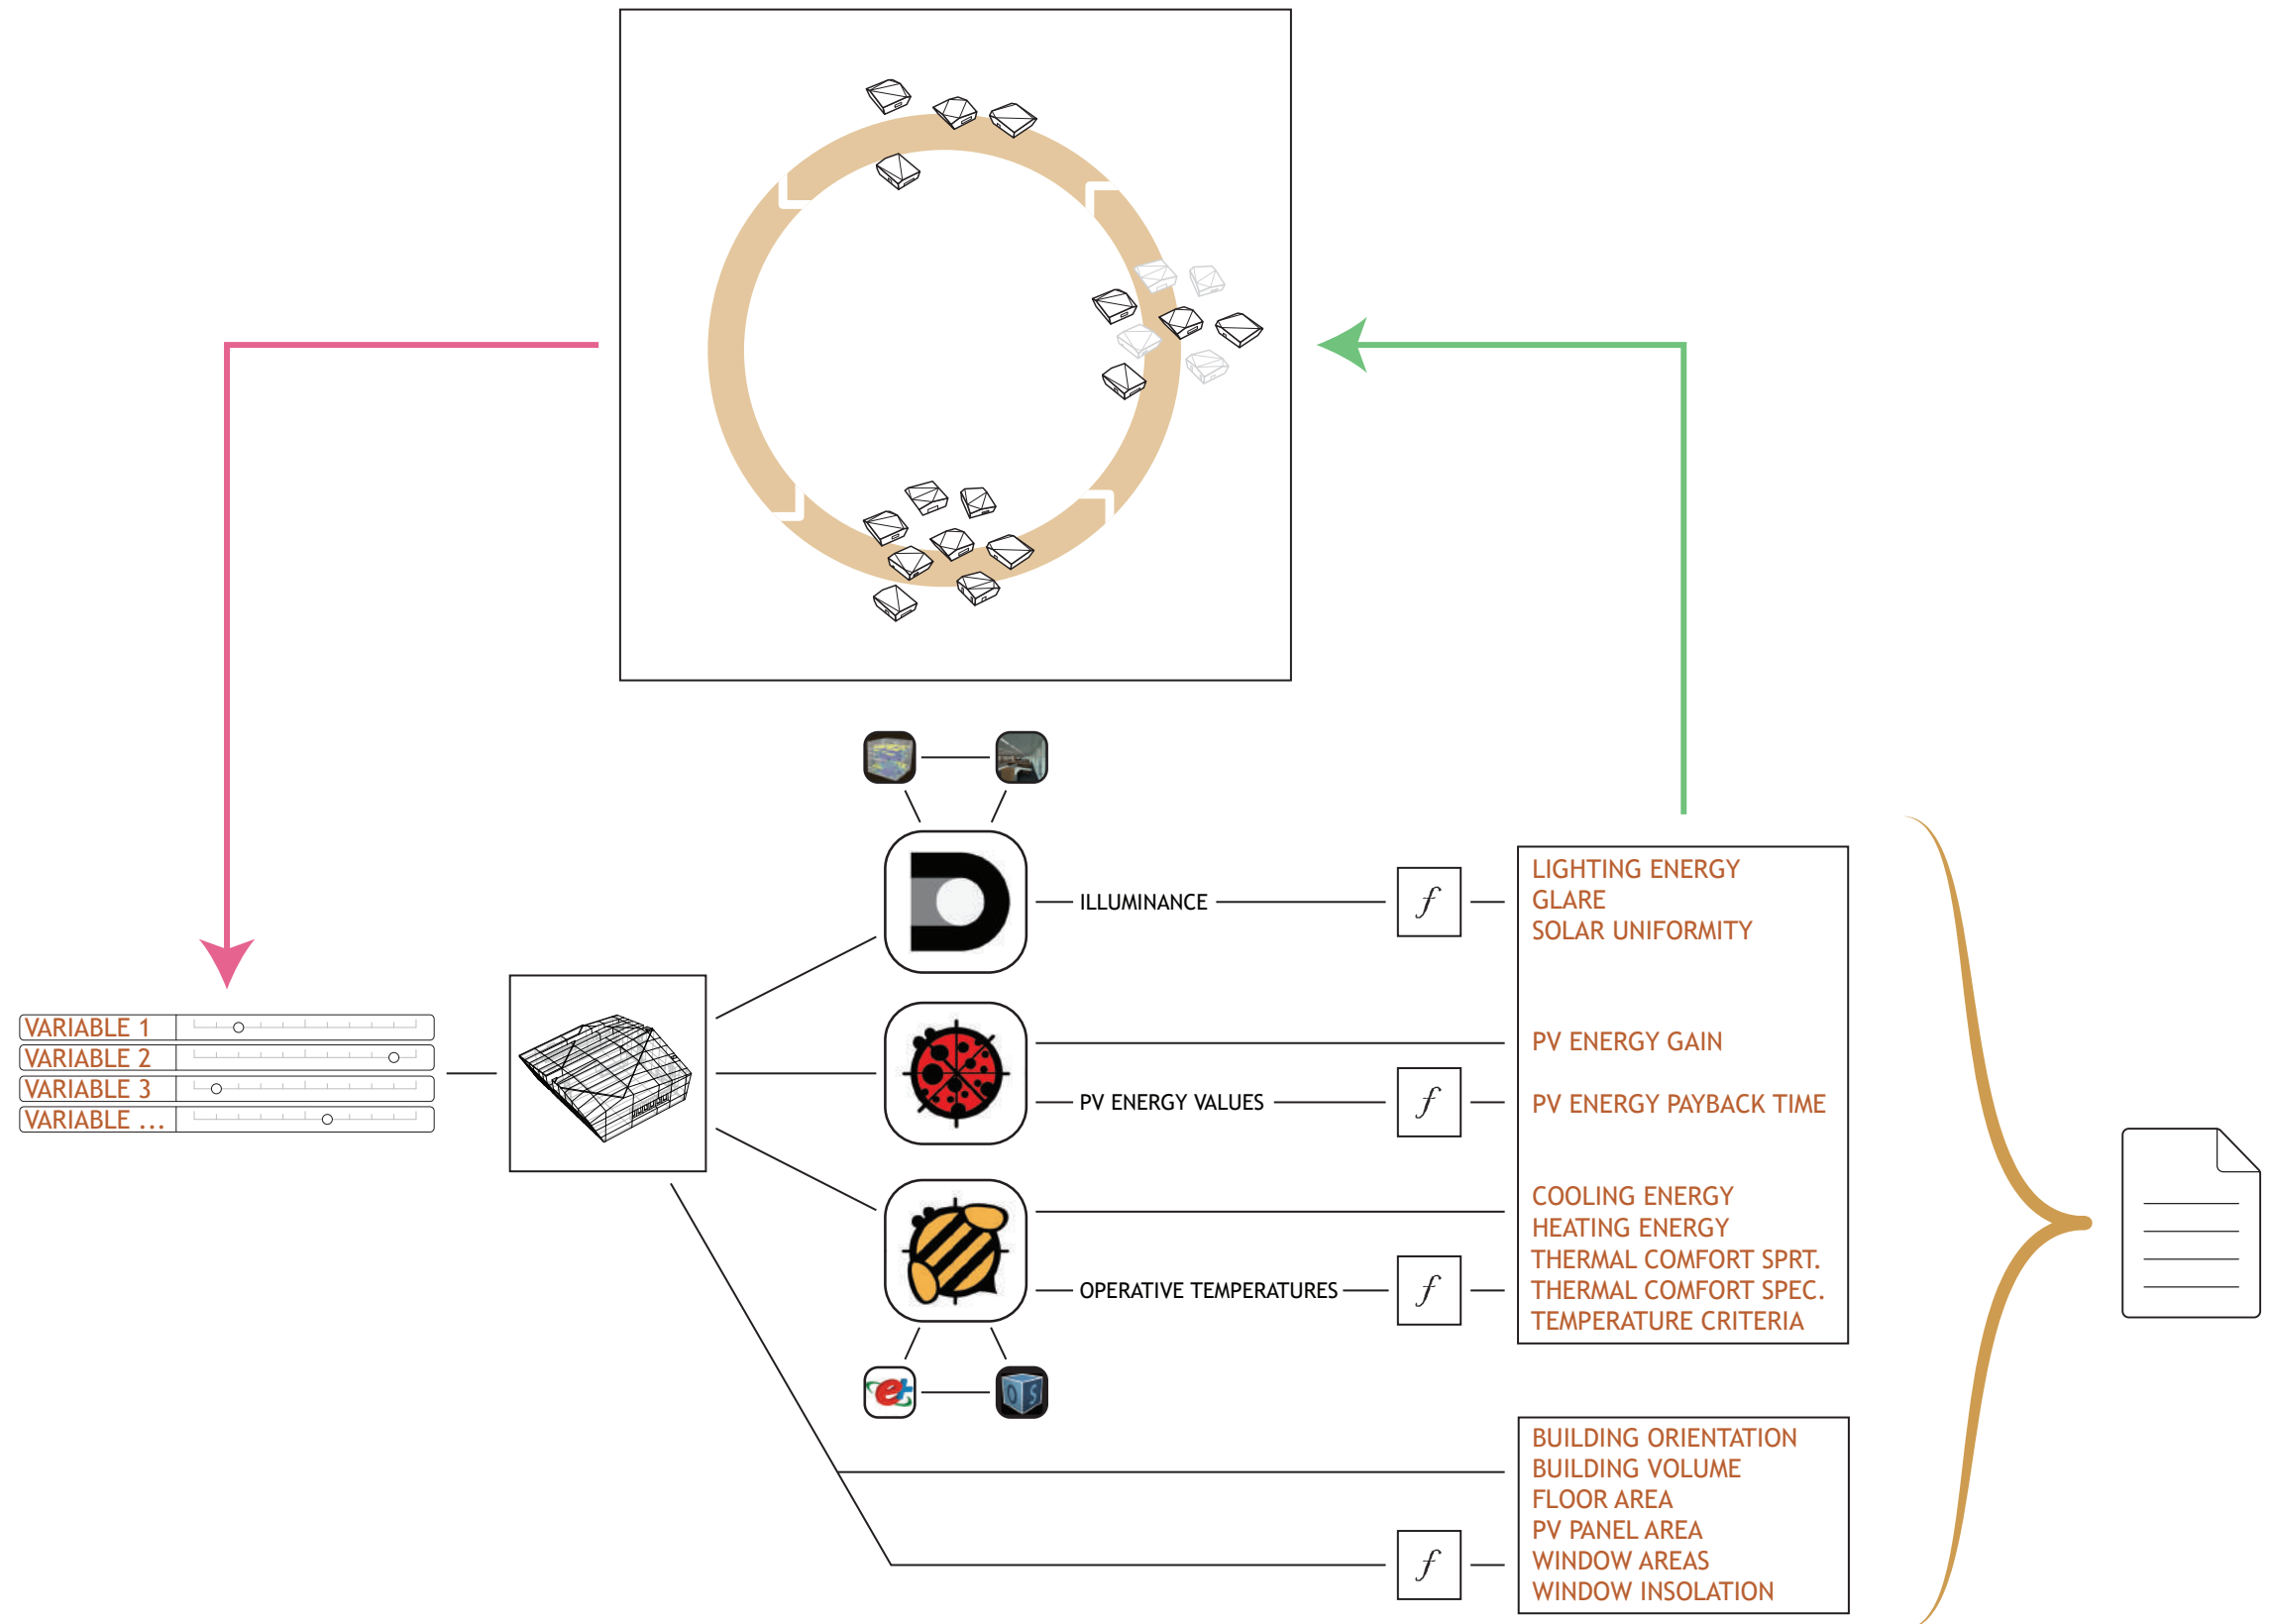 VARIABLE 1
VARIABLE 2
VARIABLE 3
VARIABLE ...
ILLUMINANCE
f
LIGHTING ENERGY
GLARE
SOLAR UNIFORMITY
PV ENERGY GAIN
PV ENERGY VALUES
f
PV ENERGY PAYBACK TIME
COOLING ENERGY
HEATING ENERGY
THERMAL COMFORT SPRT.
OPERATIVE TEMPERATURES
f
THERMAL COMFORT SPEC.
TEMPERATURE CRITERIA
et
OS
BUILDING ORIENTATION
BUILDING VOLUME
FLOOR AREA
PV PANEL AREA
f
WINDOW AREAS
WINDOW INSOLATION